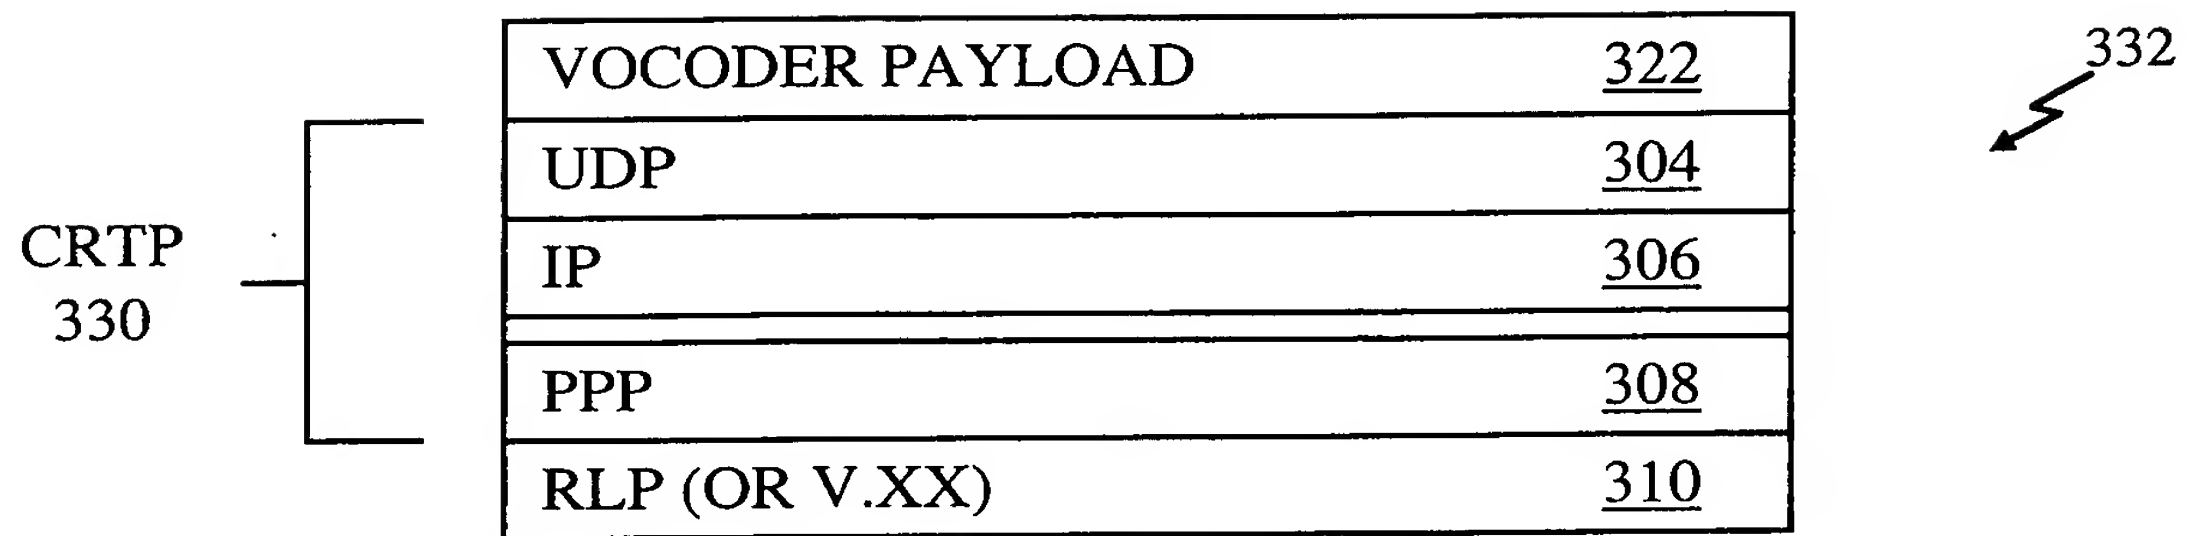 VOCODER PAYLOAD 322
332
UDP 304
CRTP
330
IP 306
PPP 308
RLP (OR V.XX) 310